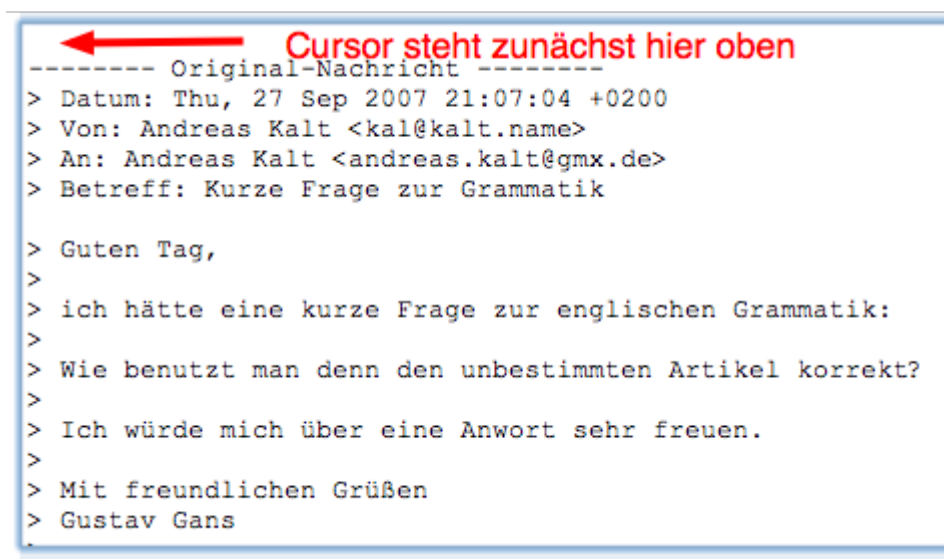 Cursor steht zunächst hier oben
-------- Original-Nachricht --------
> Datum: Thu, 27 Sep 2007 21:07:04 +0200
> Von: Andreas Kalt <kal@kalt.name>
> An: Andreas Kalt <andreas.kalt@gmx.de>
> Betreff: Kurze Frage zur Grammatik

> Guten Tag,
>
> ich hätte eine kurze Frage zur englischen Grammatik:
>
> Wie benutzt man denn den unbestimmten Artikel korrekt?
>
> Ich würde mich über eine Anwort sehr freuen.
>
> Mit freundlichen Grüßen
> Gustav Gans